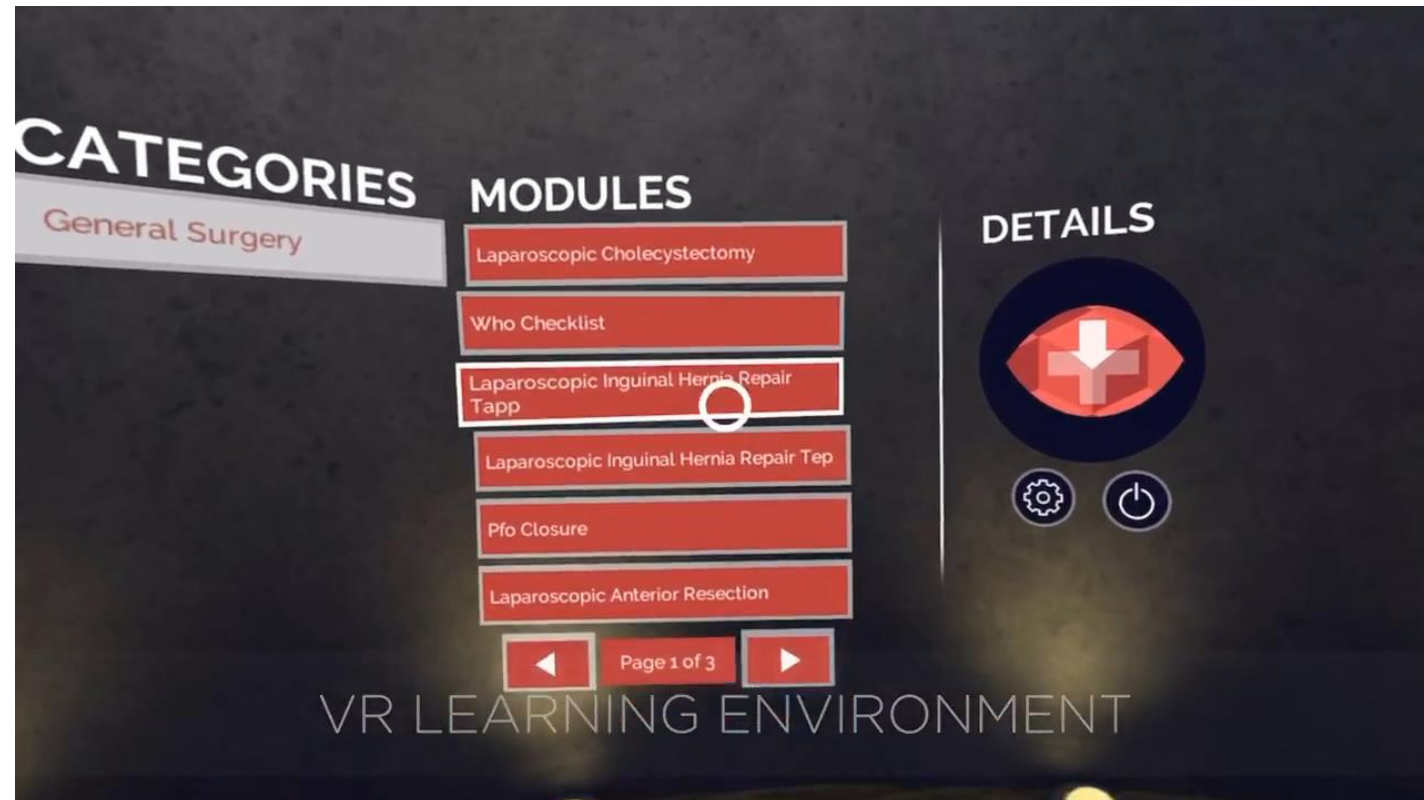 CATEGORIES
General Surgery
MODULES
Laparoscopic Cholecystectomy
Who Checklist
Laparoscopic Inguinal Hernia Repair
Tapp
Laparoscopic Inguinal Hernia Repair Tep
Pfo Closure
Laparoscopic Anterior Resection
Page 1 of 3
DETAILS
VR LEARNING ENVIRONMENT